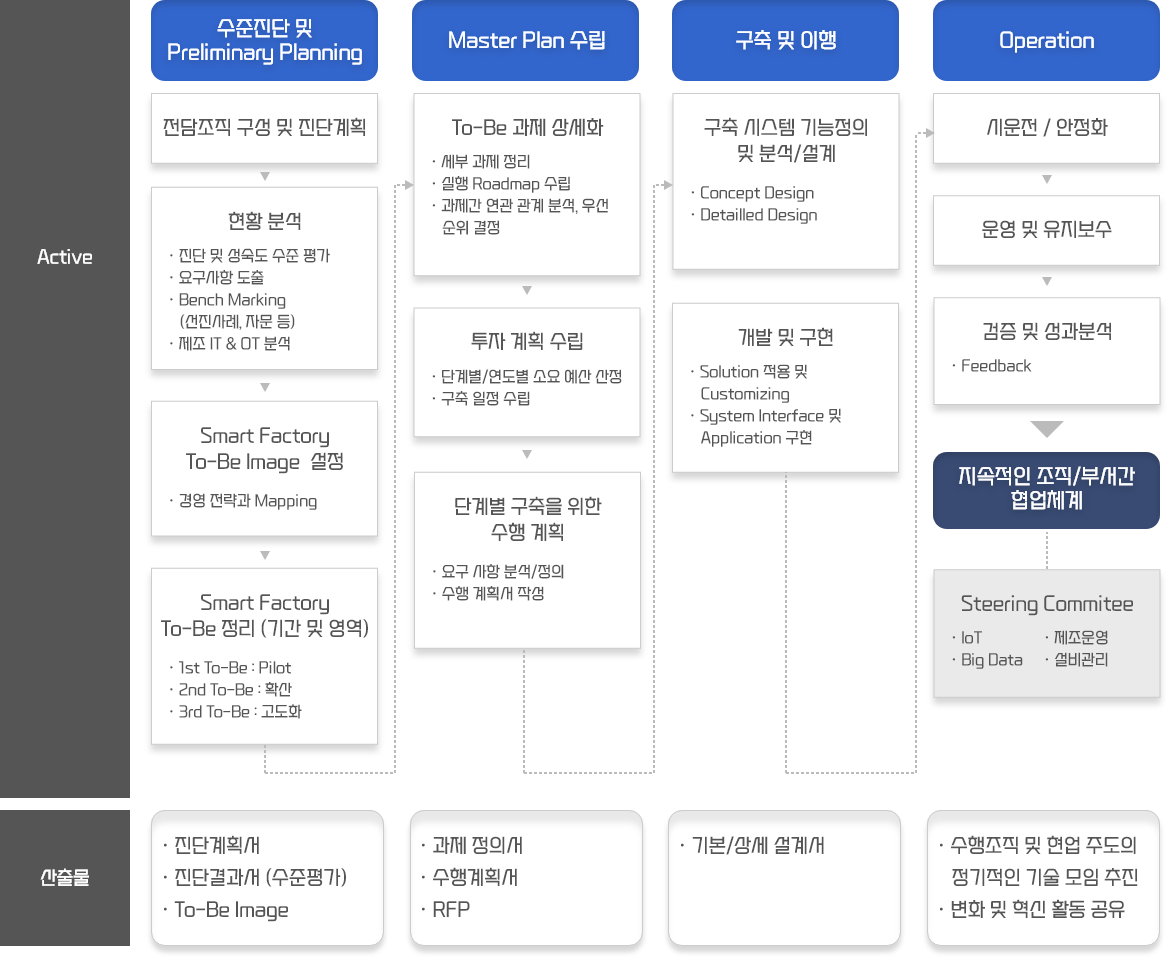 Active
수준진단 및
Preliminary Planning
전담조직 구성 및 진단계획
현황 분석
· 진단 및 성숙도 수준 평가
· 요구사항 도출
· Bench Marking
(선진사례, 자문 등)
· 제조 IT & OT 분석
Smart Factory
To-Be Image 설정
· 경영 전략과 Mapping
Smart Factory
To-Be 정리 (기간 및 영역)
· 1st To-Be : Pilot
· 2nd To-Be : 확산
· 3rd To-Be : 고도화
Master Plan 수립
To-Be 과제 상세화
· 세부 과제 정리
· 실행 Roadmap 수립
· 과제간 연관 관계 분석, 우선
순위 결정
투자 계획 수립
· 단계별/연도별 소요 예산 산정
· 구축 일정 수립
단계별 구축을 위한
수행 계획
· 요구 사항 분석/정의
· 수행 계획서 작성
구축 및 이행
구축 시스템 기능정의
및 분석/설계
· Concept Design
· Detailled Design
개발 및 구현
· Solution 적용 및
Customizing
· System Interface 및
Application 구현
Operation
시운전 / 안정화
운영 및 유지보수
검증 및 성과분석
· Feedback
지속적인 조직/부서간
협업체계
Steering Commitee
· IoT
· Big Data
· 제조운영
· 설비관리
산출물
· 진단계획서
· 진단결과서 (수준평가)
· To-Be Image
· 과제 정의서
· 수행계획서
· RFP
· 기본/상세 설계서
· 수행조직 및 현업 주도의
정기적인 기술 모임 추진
· 변화 및 혁신 활동 공유